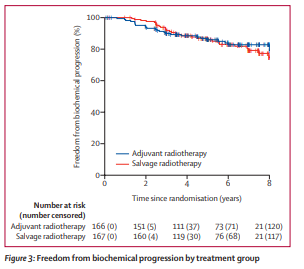 Freedom from biochemical progression (%)
100
80
60
40
20
0
Adjuvant radiotherapy
Salvage radiotherapy
0 2 4 6 8
Time since randomisation (years)
Number at risk
(number censored)
Adjuvant radiotherapy 166 (0) 151 (5) 111 (37) 73 (71) 21 (120)
Salvage radiotherapy 167 (0) 160 (4) 119 (30) 76 (68) 21 (117)
Figure 3: Freedom from biochemical progression by treatment group